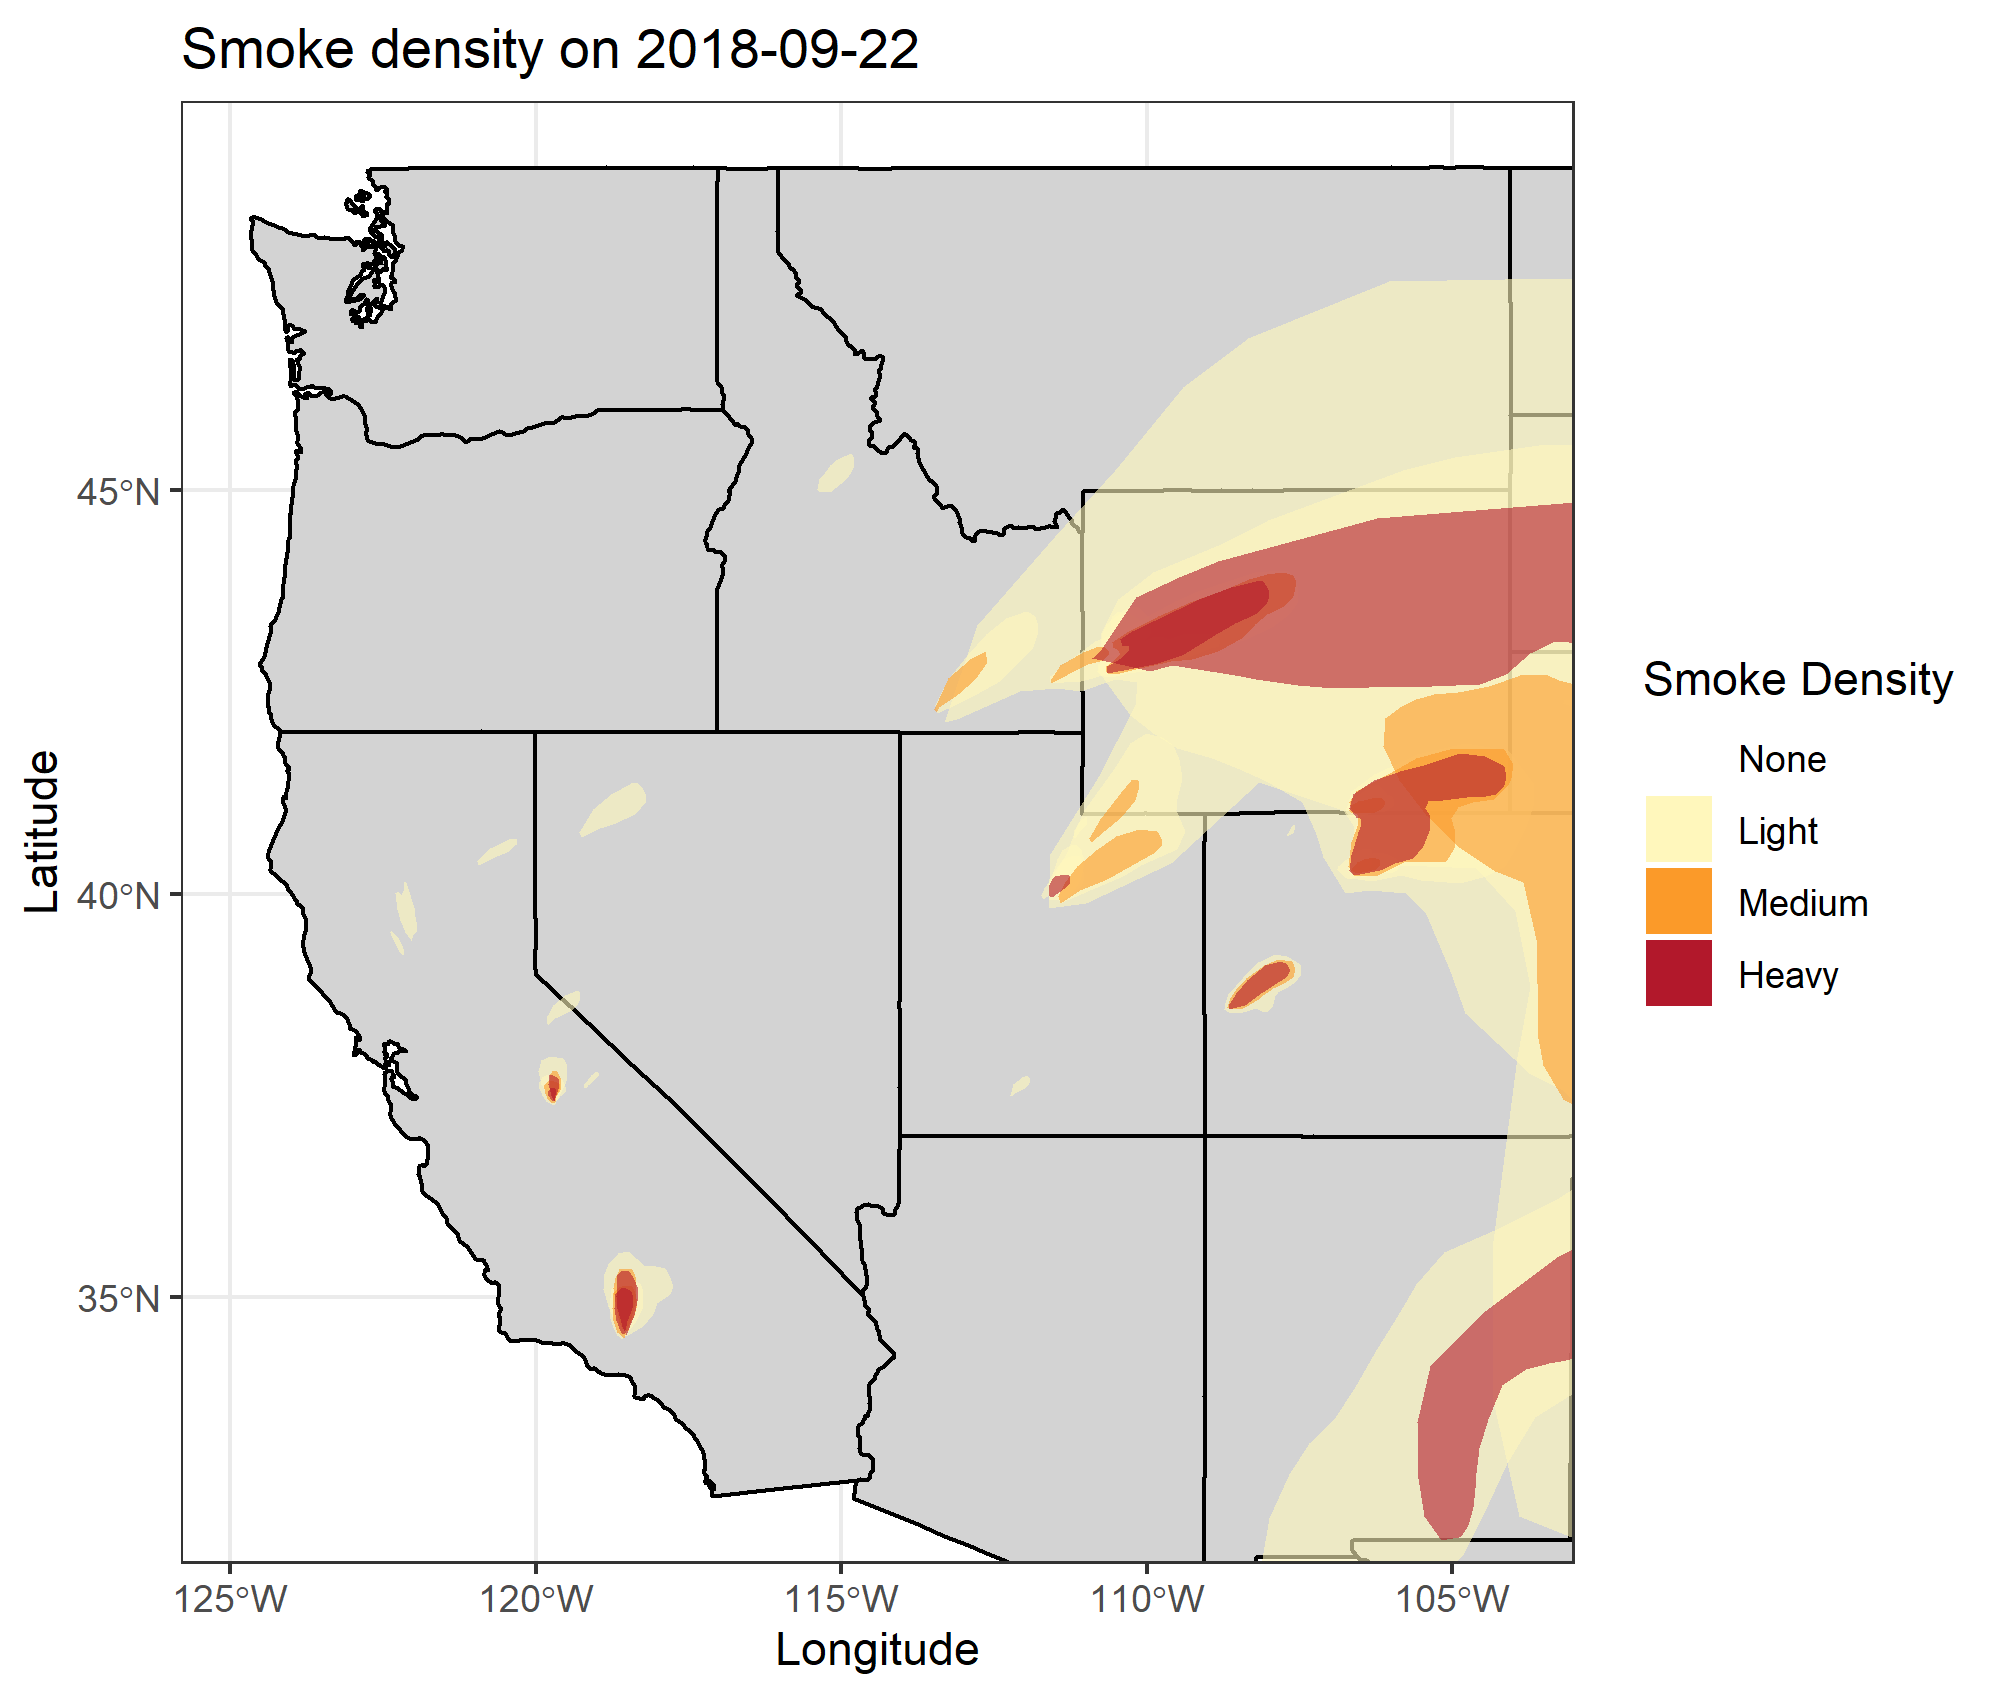 Smoke density on 2018-09-22
45°N
40°N
35°N
Latitude
125°W 120°W 115°W 110°W 105°W
Longitude
Smoke Density
None
Light
Medium
Heavy